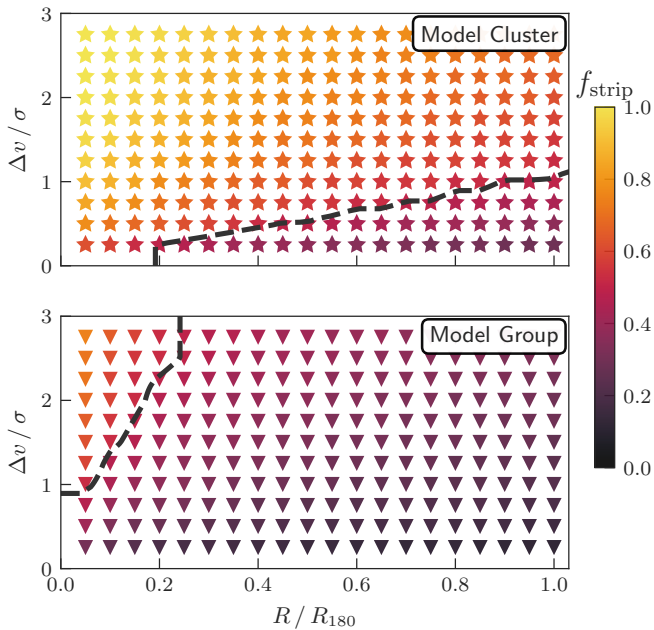 Model Cluster
3
2
1
0
Δv / σ
f_strip
1.0
0.8
0.6
0.4
0.2
0.0
Model Group
3
2
1
0
Δv / σ
0.0 0.2 0.4 0.6 0.8 1.0
R / R_180